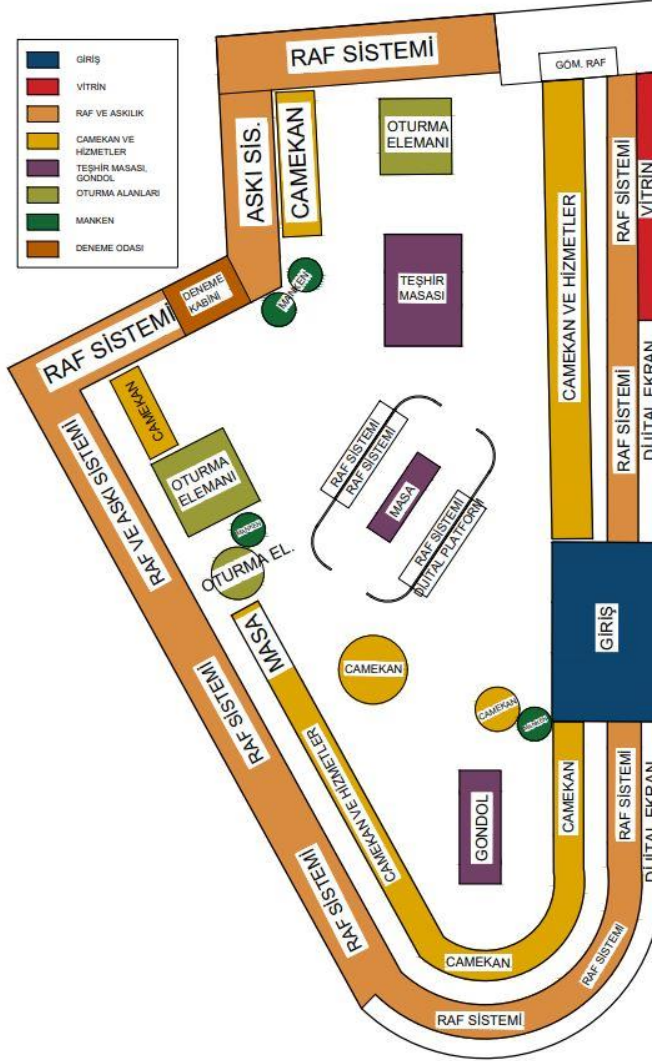 GİRİŞ
VİTRİN
RAF VE ASKILIK
CAMEKAN VE
HİZMETLER
TEŞHİR MASASI,
GONDOL
OTURMA ALANLARI
MANKEN
DENEME ODASI
RAF SİSTEMİ
GÖM. RAF
ASKI SİS.
CAMEKAN
OTURMA
ELEMANI
RAF SİSTEMİ
VİTRİN
CAMEKAN VE HİZMETLER
TEŞHİR
MASASI
MANKEN
DENEME
KABİNİ
RAF SİSTEMİ
CAMEKAN
RAF SİSTEMİ
DİJİTAL EKRAN
RAF VE ASKI SİSTEMİ
OTURMA
ELEMANI
RAF SİSTEMİ
RAF SİSTEMİ
MASA
RAF SİSTEMİ
DİJİTAL PLATFORM
MANKEN
OTURMA EL.
GİRİŞ
MASA
CAMEKAN
RAF SİSTEMİ
CAMEKAN
MANKEN
CAMEKAN VE HİZMETLER
GONDOL
CAMEKAN
RAF SİSTEMİ
DİJİTAL EKRAN
RAF SİSTEMİ
CAMEKAN
RAF SİSTEMİ
RAF SİSTEMİ